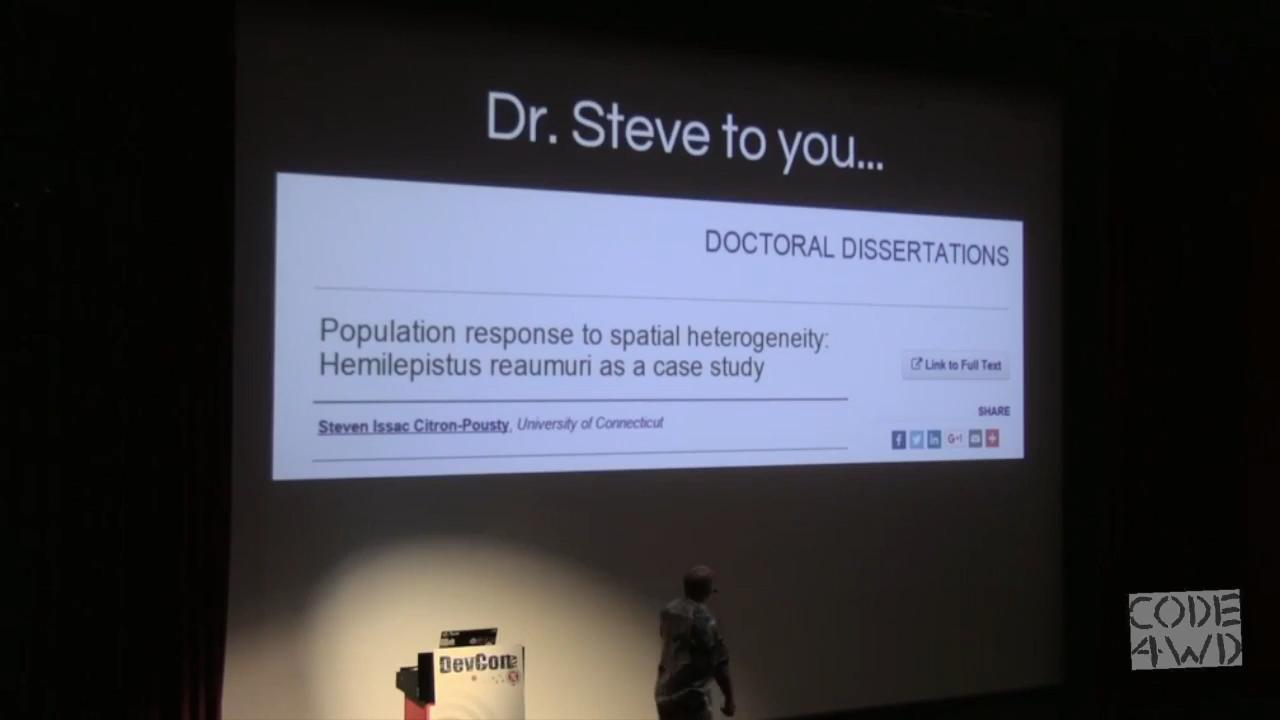 Dr. Steve to you...
DOCTORAL DISSERTATIONS
Population response to spatial heterogeneity:
Hemilepistus reaumuri as a case study
Link to Full Text
Steven Issac Citron-Pousty, University of Connecticut
SHARE
G+
DevCon
CODE
4WD